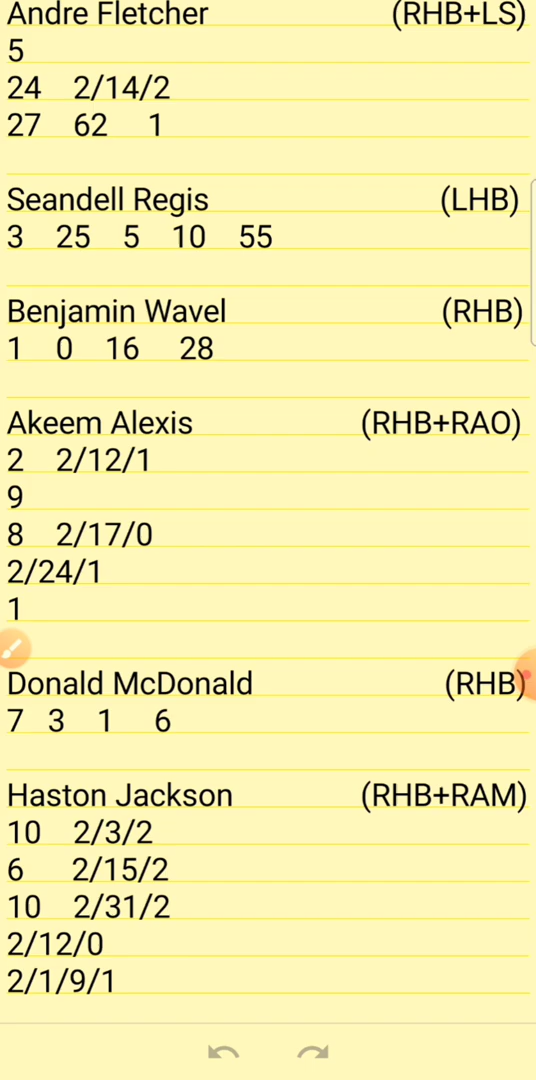 Andre Fletcher (RHB+LS)
5
24 2/14/2
27 62 1
Seandell Regis (LHB)
3 25 5 10 55
Benjamin Wavel (RHB)
1 0 16 28
Akeem Alexis (RHB+RAO)
2 2/12/1
9
8 2/17/0
2/24/1
1
Donald McDonald (RHB)
7 3 1 6
Haston Jackson (RHB+RAM)
10 2/3/2
6 2/15/2
10 2/31/2
2/12/0
2/1/9/1